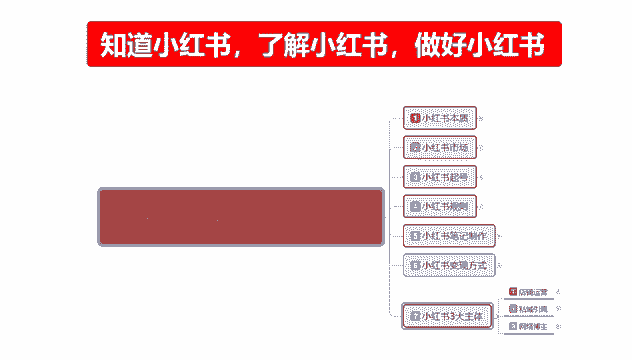 知道小红书，了解小红书，做好小红书
1 小红书本质
2 小红书市场
3 小红书起号
4 小红书规则
5 小红书笔记制作
6 小红书变现方式
7 小红书3大主体
1 店铺运营
2 私域引流
3 网络博主